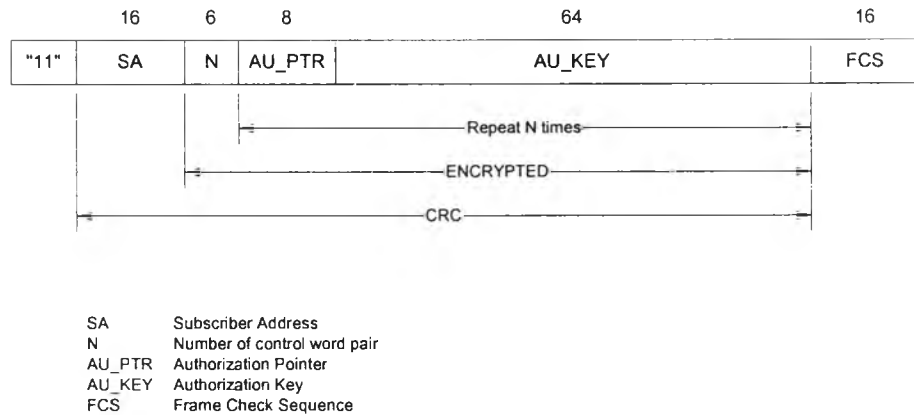 16 6 8 64 16
"11" SA N AU_PTR AU_KEY FCS
Repeat N times
ENCRYPTED
CRC
SA Subscriber Address
N Number of control word pair
AU_PTR Authorization Pointer
AU_KEY Authorization Key
FCS Frame Check Sequence